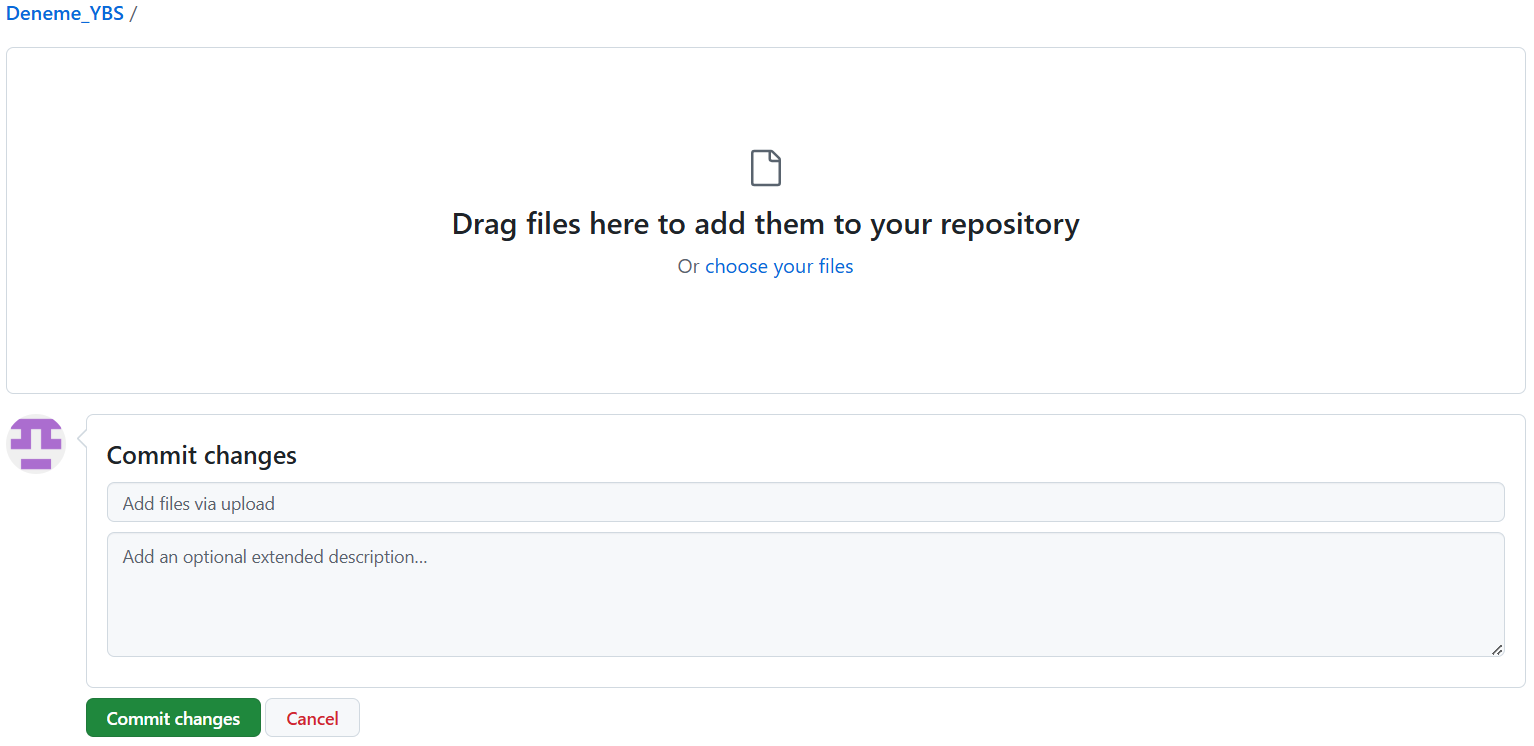 Deneme_YBS /
Drag files here to add them to your repository
Or choose your files
Commit changes
Add files via upload
Add an optional extended description...
Commit changes
Cancel